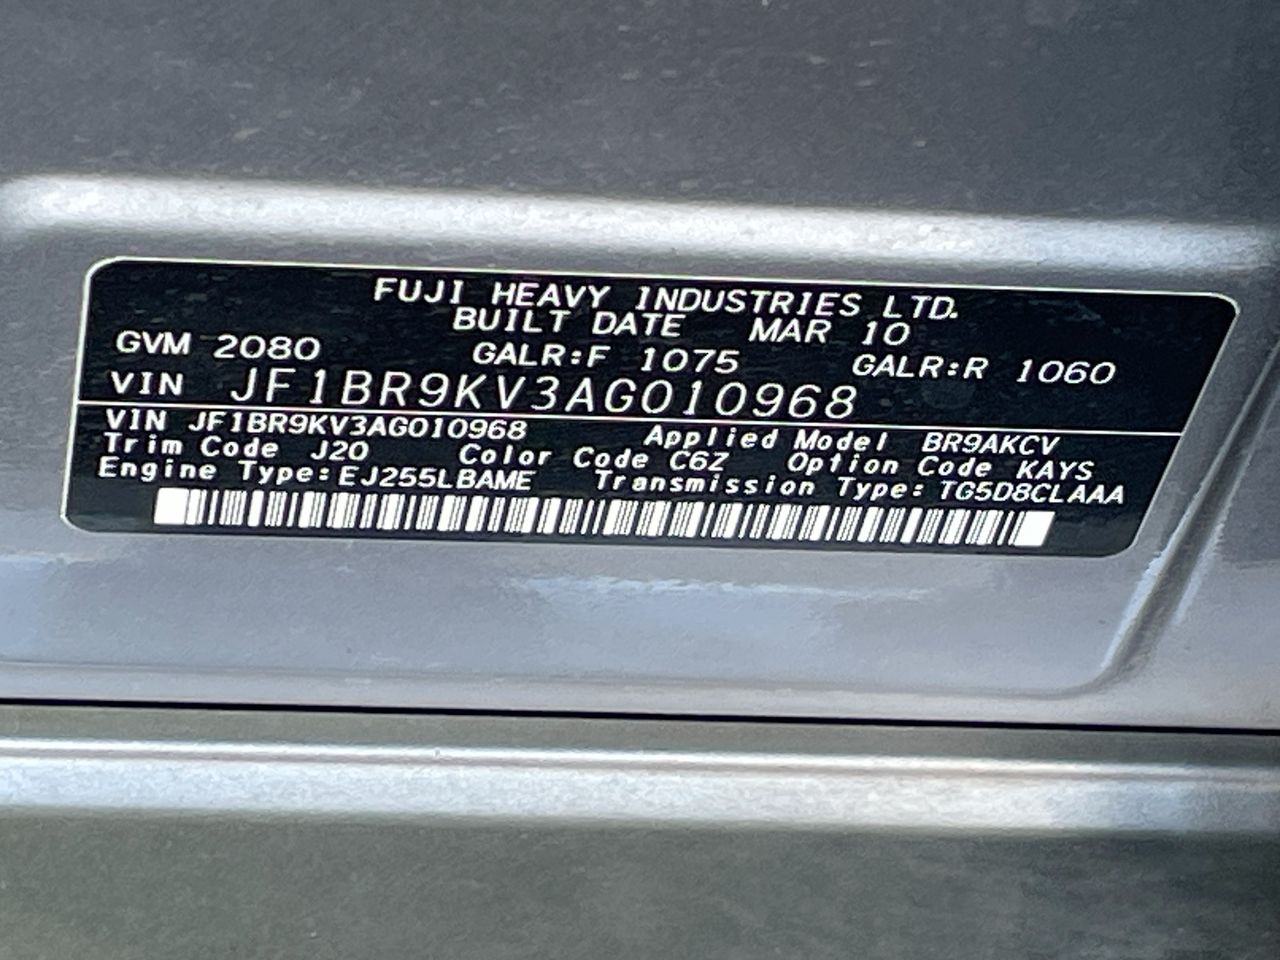 FUJI HEAVY INDUSTRIES LTD.
BUILT DATE MAR 10
GVM 2080 GALR:F 1075 GALR:R 1060
VIN JF1BR9KV3AG010968
VIN JF1BR9KV3AG010968 Applied Model BR9AKCV
Trim Code J20 Color Code C6Z Option Code KAYS
Engine Type:EJ255LBAME Transmission Type:TG5D8CLAAA